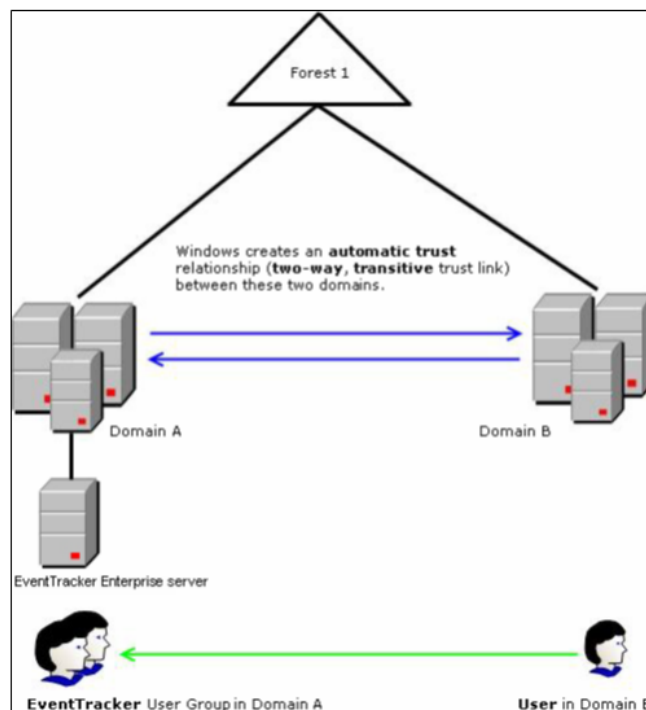 Forest 1
Windows creates an automatic trust
relationship (two-way, transitive trust link)
between these two domains.
Domain A
Domain B
EventTracker Enterprise server
EventTracker User Group in Domain A
User in Domain B